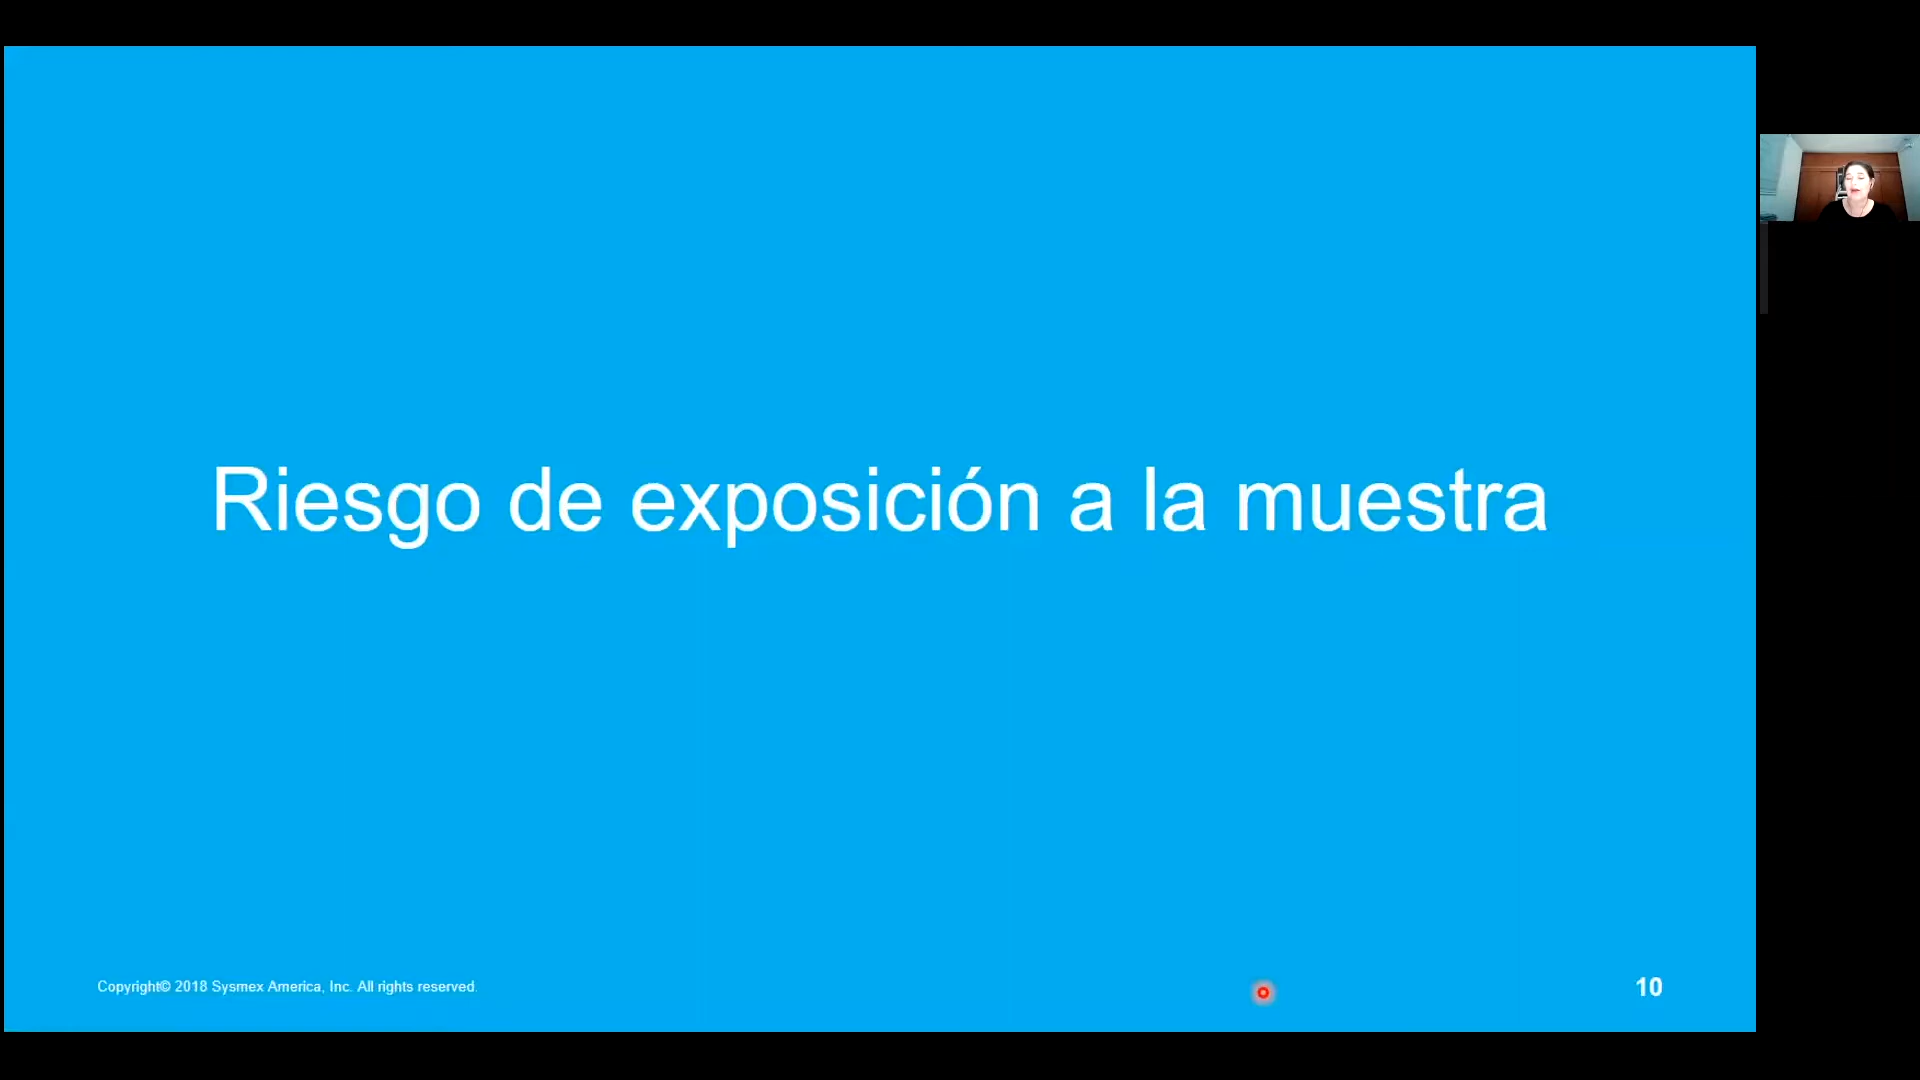 Riesgo de exposición a la muestra
Copyright© 2018 Sysmex America, Inc. All rights reserved.
10